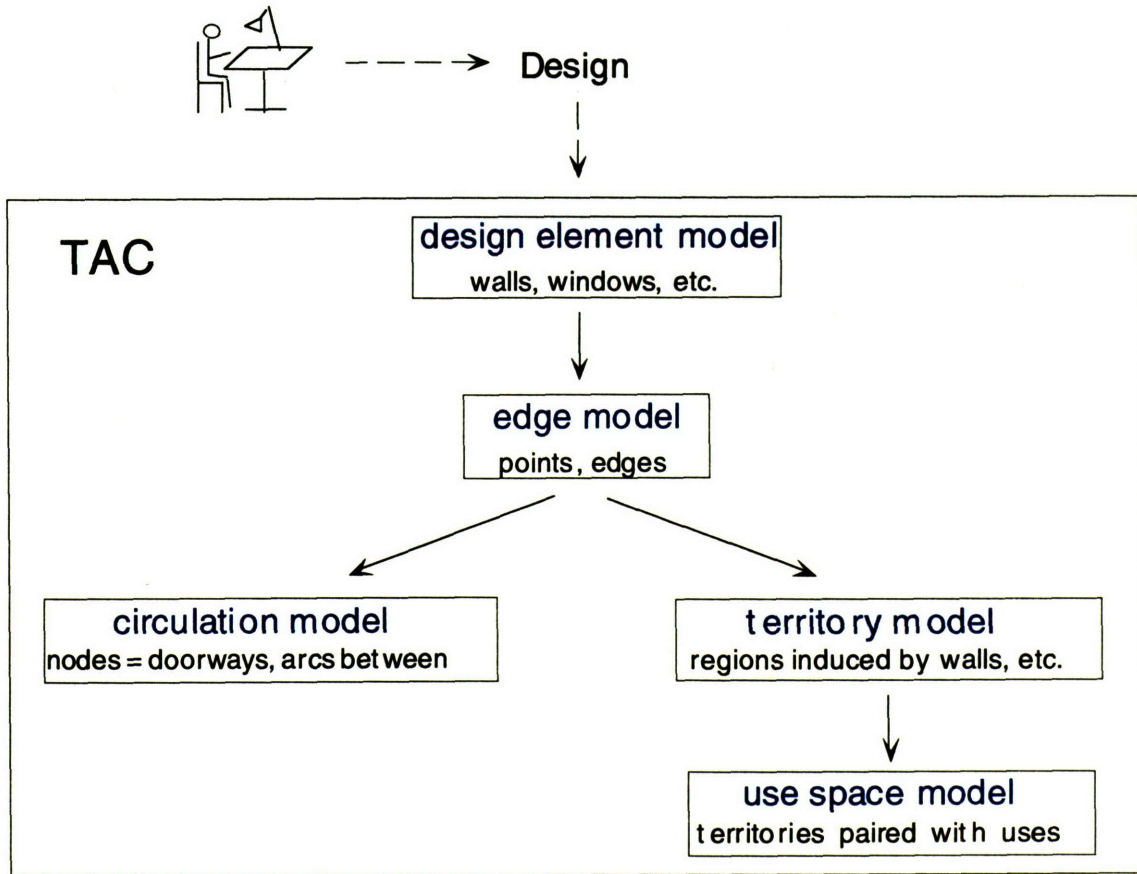 Design
TAC
design element model
walls, windows, etc.
edge model
points, edges
circulation model
nodes = doorways, arcs between
territory model
regions induced by walls, etc.
use space model
territories paired with uses